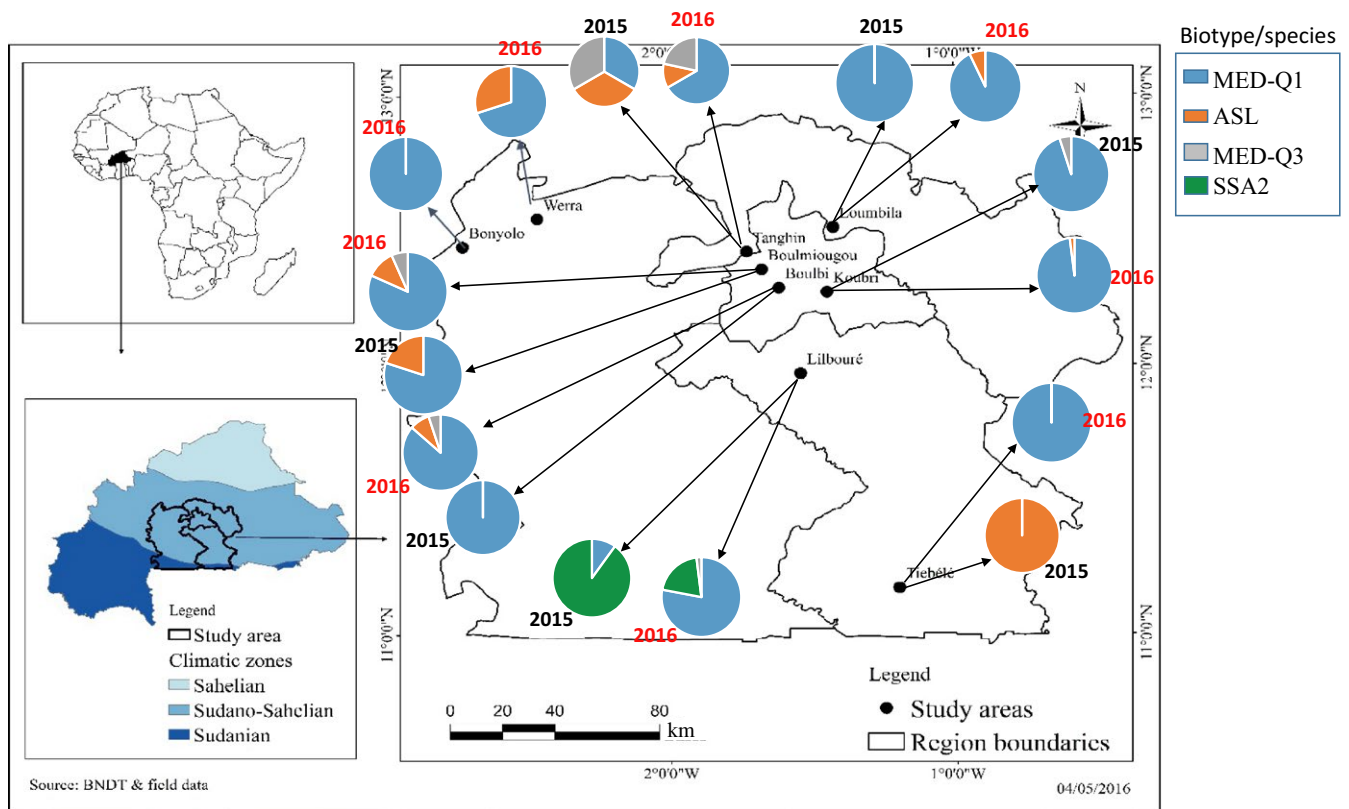 2015
2016
2015
2016
2016
2°0'0"W
1°0'0"W
Biotype/species
MED-Q1
ASL
MED-Q3
SSA2
13°0'0"N
13°0'0"N
2016
2015
Werra
Bonyolo
Loumbila
Tanghin
Boulmiougou
Boulbi
Koubri
2016
2016
2015
Lilbouré
12°0'0"N
2016
2016
2015
2015
Tiébélé
2015
2016
11°0'0"N
11°0'0"N
Legend
Study area
Climatic zones
Sahelian
Sudano-Sahelian
Sudanian
Legend
Study areas
Region boundaries
0 20 40 80
km
2°0'0"W
1°0'0"W
Source: BNDT & field data
04/05/2016